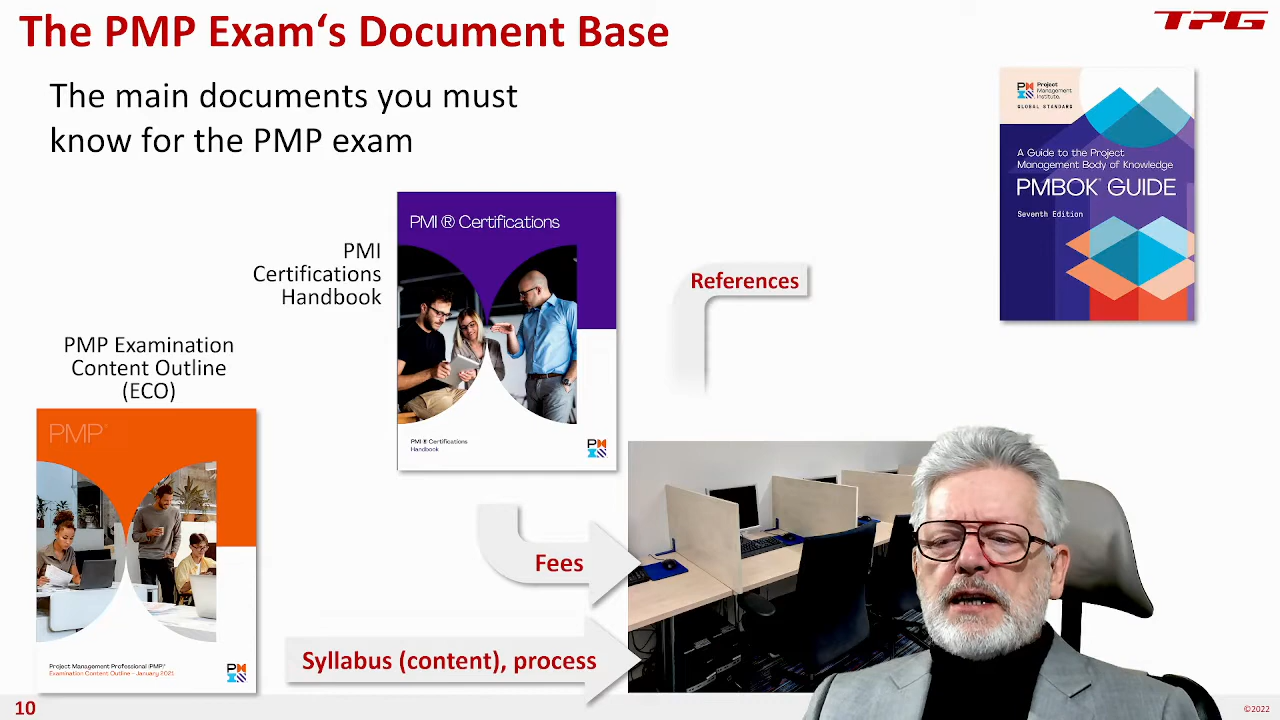 The PMP Exam‘s Document Base
TPG
The main documents you must
know for the PMP exam
Project
Management
Institute.
GLOBAL STANDARD
A Guide to the Project
Management Body of Knowledge
PMBOK® GUIDE
Seventh Edition
PMI ® Certifications
PMI
Certifications
Handbook
References
PMP Examination
Content Outline
(ECO)
PMP®
PMI ® Certifications
Handbook
Fees
Syllabus (content), process
Project Management Professional (PMP)®
Examination Content Outline – January 2021
10
©2022